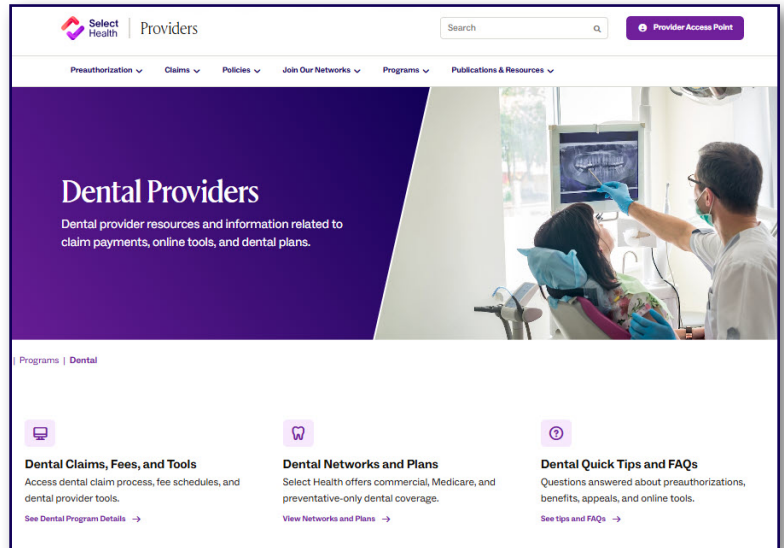 Select
Health
Providers
Search
Provider Access Point
Preauthorization
Claims
Policies
Join Our Networks
Programs
Publications & Resources
Dental Providers
Dental provider resources and information related to
claim payments, online tools, and dental plans.
| Programs | Dental
Dental Claims, Fees, and Tools
Access dental claim process, fee schedules, and
dental provider tools.
See Dental Program Details →
Dental Networks and Plans
Select Health offers commercial, Medicare, and
preventative-only dental coverage.
View Networks and Plans →
Dental Quick Tips and FAQs
Questions answered about preauthorizations,
benefits, appeals, and online tools.
See tips and FAQs →